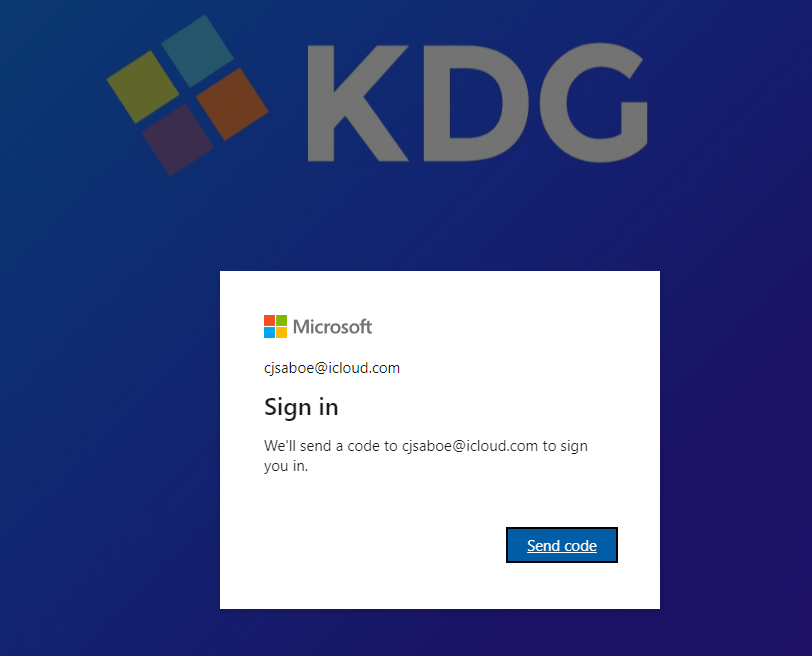 KDG
Microsoft
cjsaboe@icloud.com
Sign in
We'll send a code to cjsaboe@icloud.com to sign
you in.
Send code